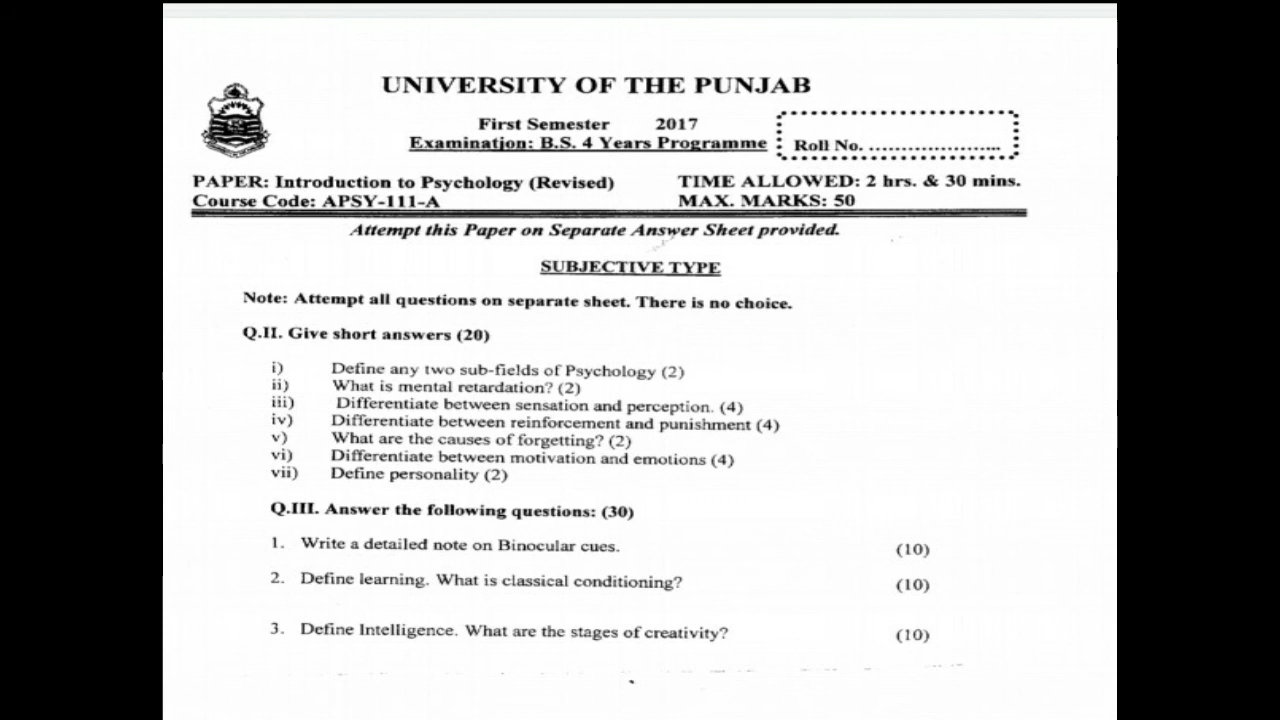 UNIVERSITY OF THE PUNJAB
First Semester 2017
Examination: B.S. 4 Years Programme
Roll No. ........................
PAPER: Introduction to Psychology (Revised)
Course Code: APSY-111-A
TIME ALLOWED: 2 hrs. & 30 mins.
MAX. MARKS: 50
Attempt this Paper on Separate Answer Sheet provided.
SUBJECTIVE TYPE
Note: Attempt all questions on separate sheet. There is no choice.
Q.II. Give short answers (20)
i) Define any two sub-fields of Psychology (2)
ii) What is mental retardation? (2)
iii) Differentiate between sensation and perception. (4)
iv) Differentiate between reinforcement and punishment (4)
v) What are the causes of forgetting? (2)
vi) Differentiate between motivation and emotions (4)
vii) Define personality (2)
Q.III. Answer the following questions: (30)
1. Write a detailed note on Binocular cues. (10)
2. Define learning. What is classical conditioning? (10)
3. Define Intelligence. What are the stages of creativity? (10)